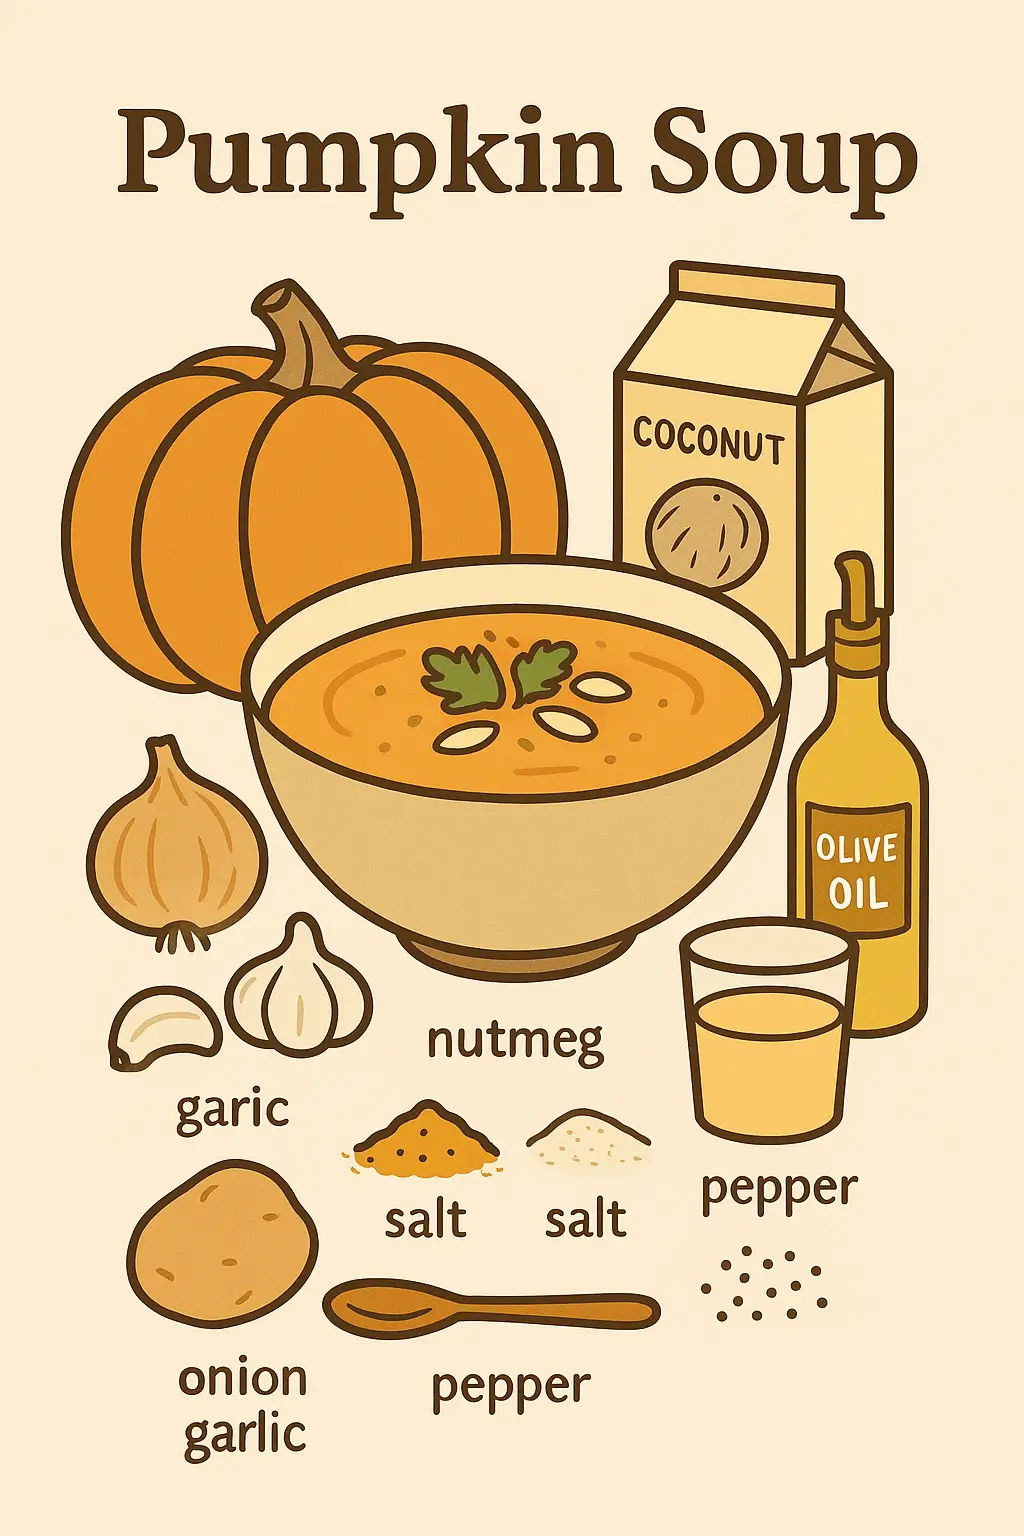 Pumpkin Soup
COCONUT
OLIVE
OIL
nutmeg
garic
salt
salt
pepper
onion
garlic
pepper